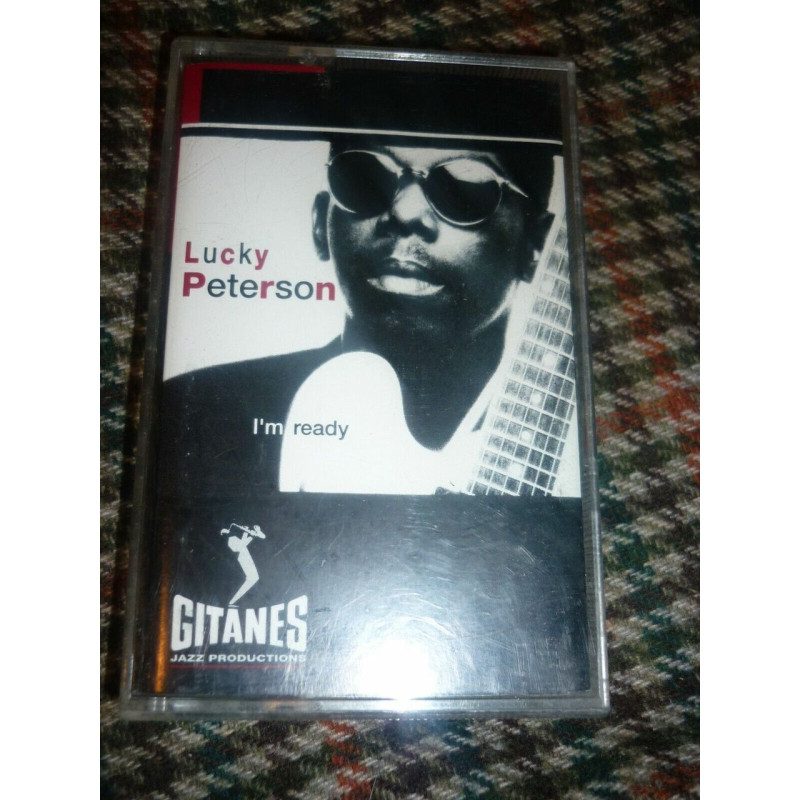 Lucky
Peterson
I'm ready
GITANES
JAZZ PRODUCTIONS